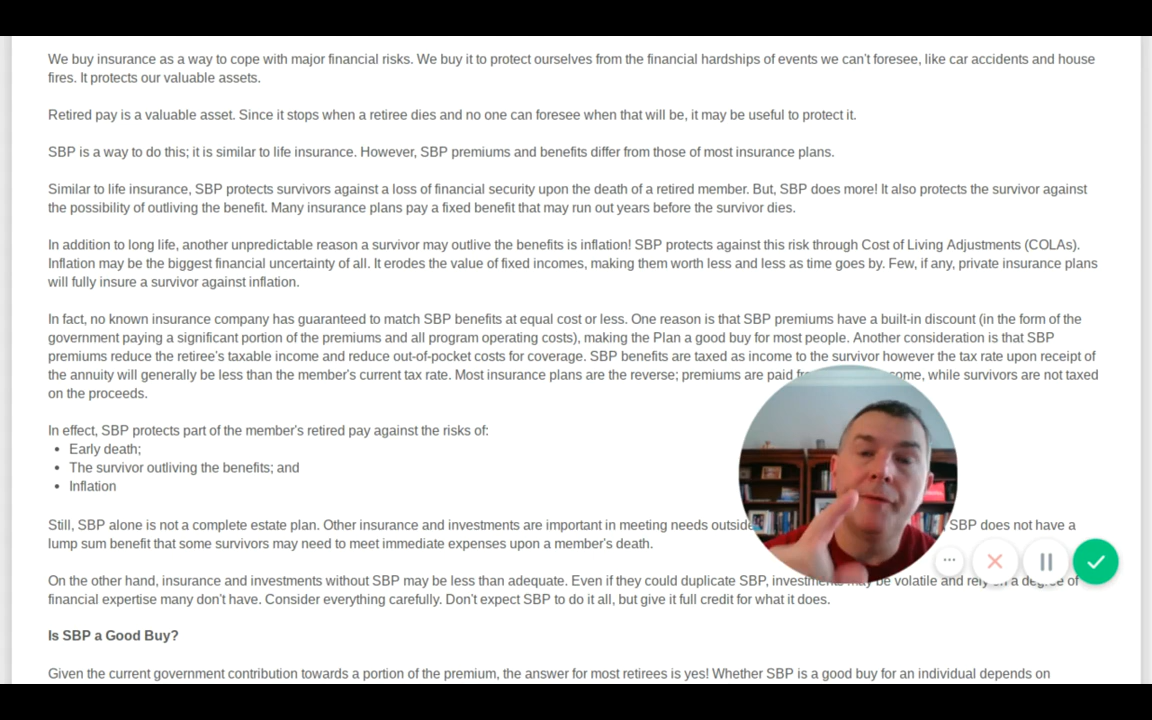 We buy insurance as a way to cope with major financial risks. We buy it to protect ourselves from the financial hardships of events we can't foresee, like car accidents and house
fires. It protects our valuable assets.
Retired pay is a valuable asset. Since it stops when a retiree dies and no one can foresee when that will be, it may be useful to protect it.
SBP is a way to do this; it is similar to life insurance. However, SBP premiums and benefits differ from those of most insurance plans.
Similar to life insurance, SBP protects survivors against a loss of financial security upon the death of a retired member. But, SBP does more! It also protects the survivor against
the possibility of outliving the benefit. Many insurance plans pay a fixed benefit that may run out years before the survivor dies.
In addition to long life, another unpredictable reason a survivor may outlive the benefits is inflation! SBP protects against this risk through Cost of Living Adjustments (COLAs).
Inflation may be the biggest financial uncertainty of all. It erodes the value of fixed incomes, making them worth less and less as time goes by. Few, if any, private insurance plans
will fully insure a survivor against inflation.
In fact, no known insurance company has guaranteed to match SBP benefits at equal cost or less. One reason is that SBP premiums have a built-in discount (in the form of the
government paying a significant portion of the premiums and all program operating costs), making the Plan a good buy for most people. Another consideration is that SBP
premiums reduce the retiree's taxable income and reduce out-of-pocket costs for coverage. SBP benefits are taxed as income to the survivor however the tax rate upon receipt of
the annuity will generally be less than the member's current tax rate. Most insurance plans are the reverse; premiums are paid while survivors are not taxed
on the proceeds.
In effect, SBP protects part of the member's retired pay against the risks of:
• Early death;
• The survivor outliving the benefits; and
• Inflation
Still, SBP alone is not a complete estate plan. Other insurance and investments are important in meeting needs outside SBP does not have a
lump sum benefit that some survivors may need to meet immediate expenses upon a member's death.
On the other hand, insurance and investments without SBP may be less than adequate. Even if they could duplicate SBP, investments may be volatile and rely on a degree of
financial expertise many don't have. Consider everything carefully. Don't expect SBP to do it all, but give it full credit for what it does.
Is SBP a Good Buy?
Given the current government contribution towards a portion of the premium, the answer for most retirees is yes! Whether SBP is a good buy for an individual depends on